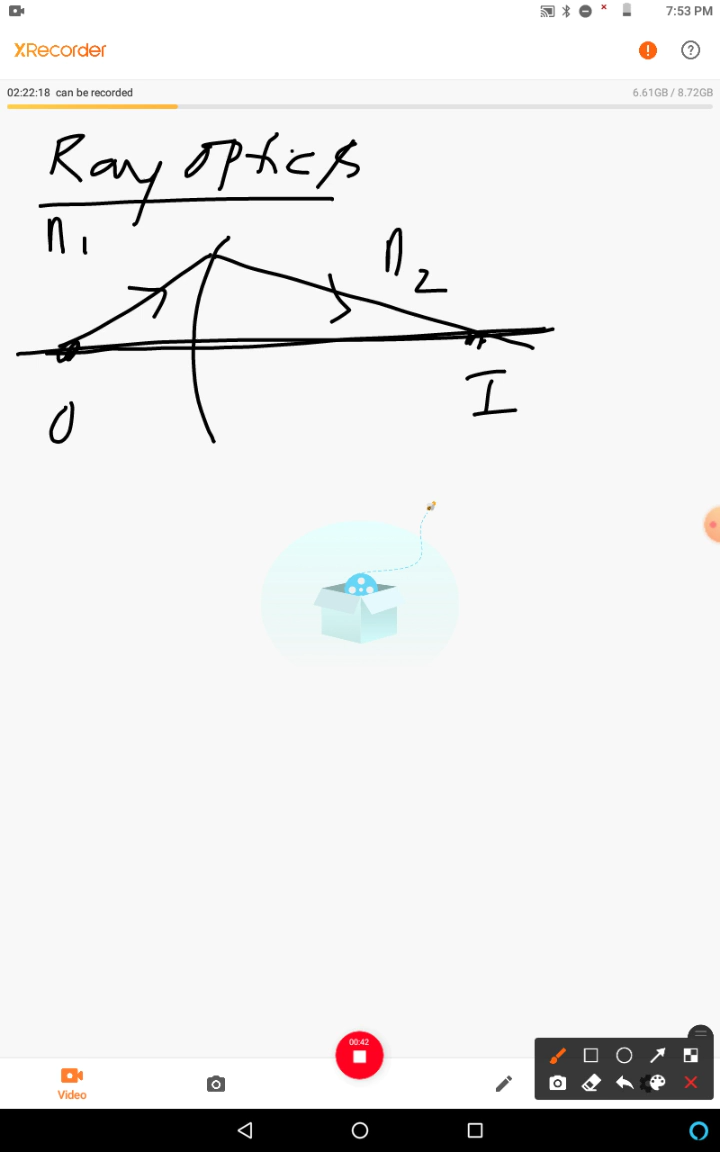 7:53 PM
XRecorder
02:22:18 can be recorded
6.61GB / 8.72GB
Ray optics
n1
n2
O
I
00:42
Video